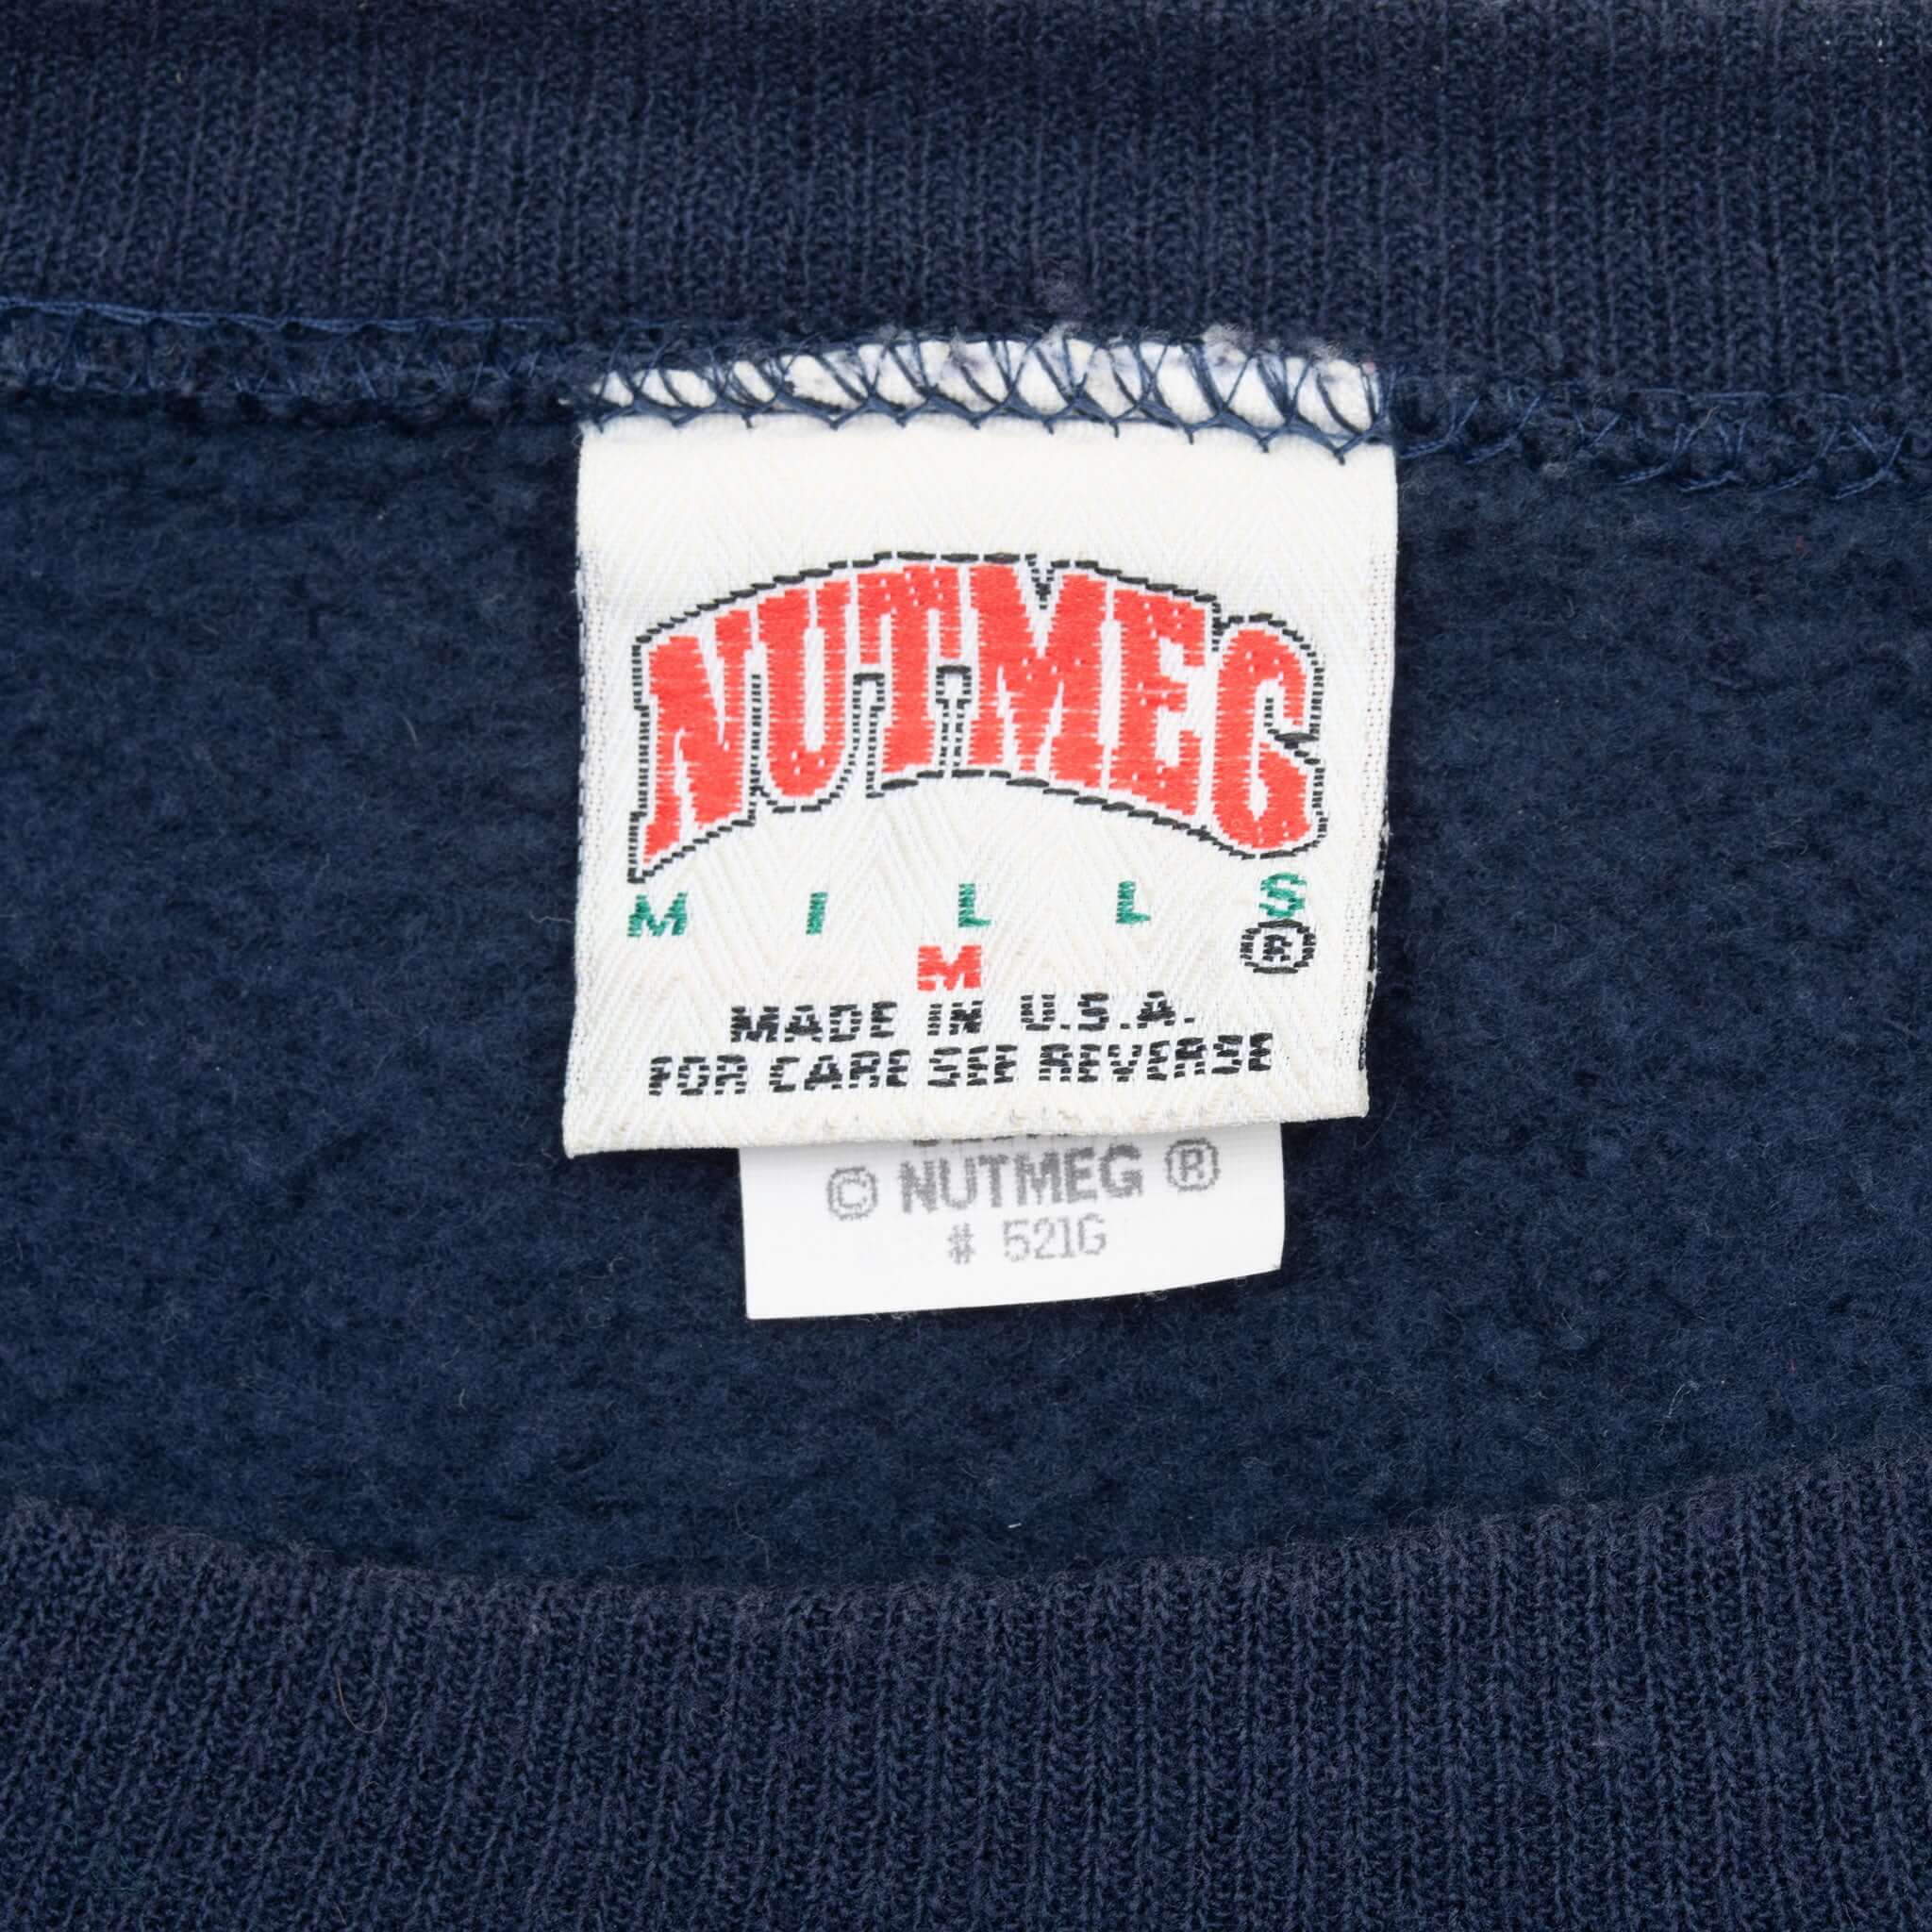 NUTMEG
MILLS
®
M
MADE IN U.S.A.
FOR CARE SEE REVERSE
© NUTMEG ®
# 521G